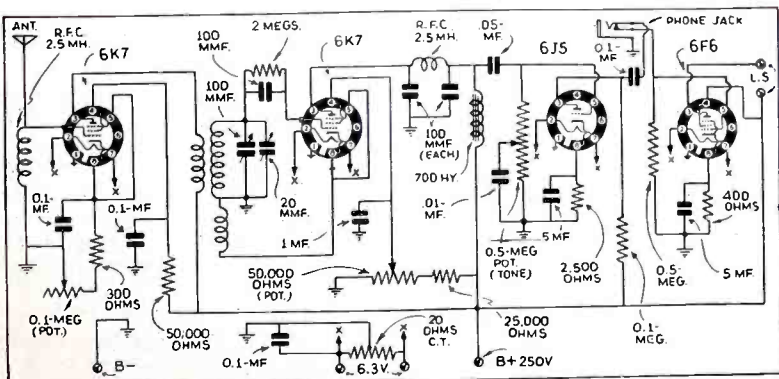 ANT.
R.F.C.
2.5 MH.
6K7
100
MMF.
2 MEGS.
100
MMF.
6K7
R.F.C.
2.5 MH.
.05-
MF.
6J5
PHONE JACK
0.1-
MF.
6F6
L.S.
100
MMF
(EACH)
700 HY.
20
MMF.
0.1-
MF.
0.1-MF
1 MF.
.01-
MF.
5 MF
400
OHMS
300
OHMS
0.1-MEG
(POT.)
50,000
OHMS
50,000
OHMS
(POT.)
25,000
OHMS
0.5-MEG
POT.
(TONE)
2,500
OHMS
0.5-
MEG.
5 MF.
0.1-
MEG.
B-
0.1-MF
20
OHMS
C.T.
6.3 V.
B+ 250V
X
X
X
X
X
X